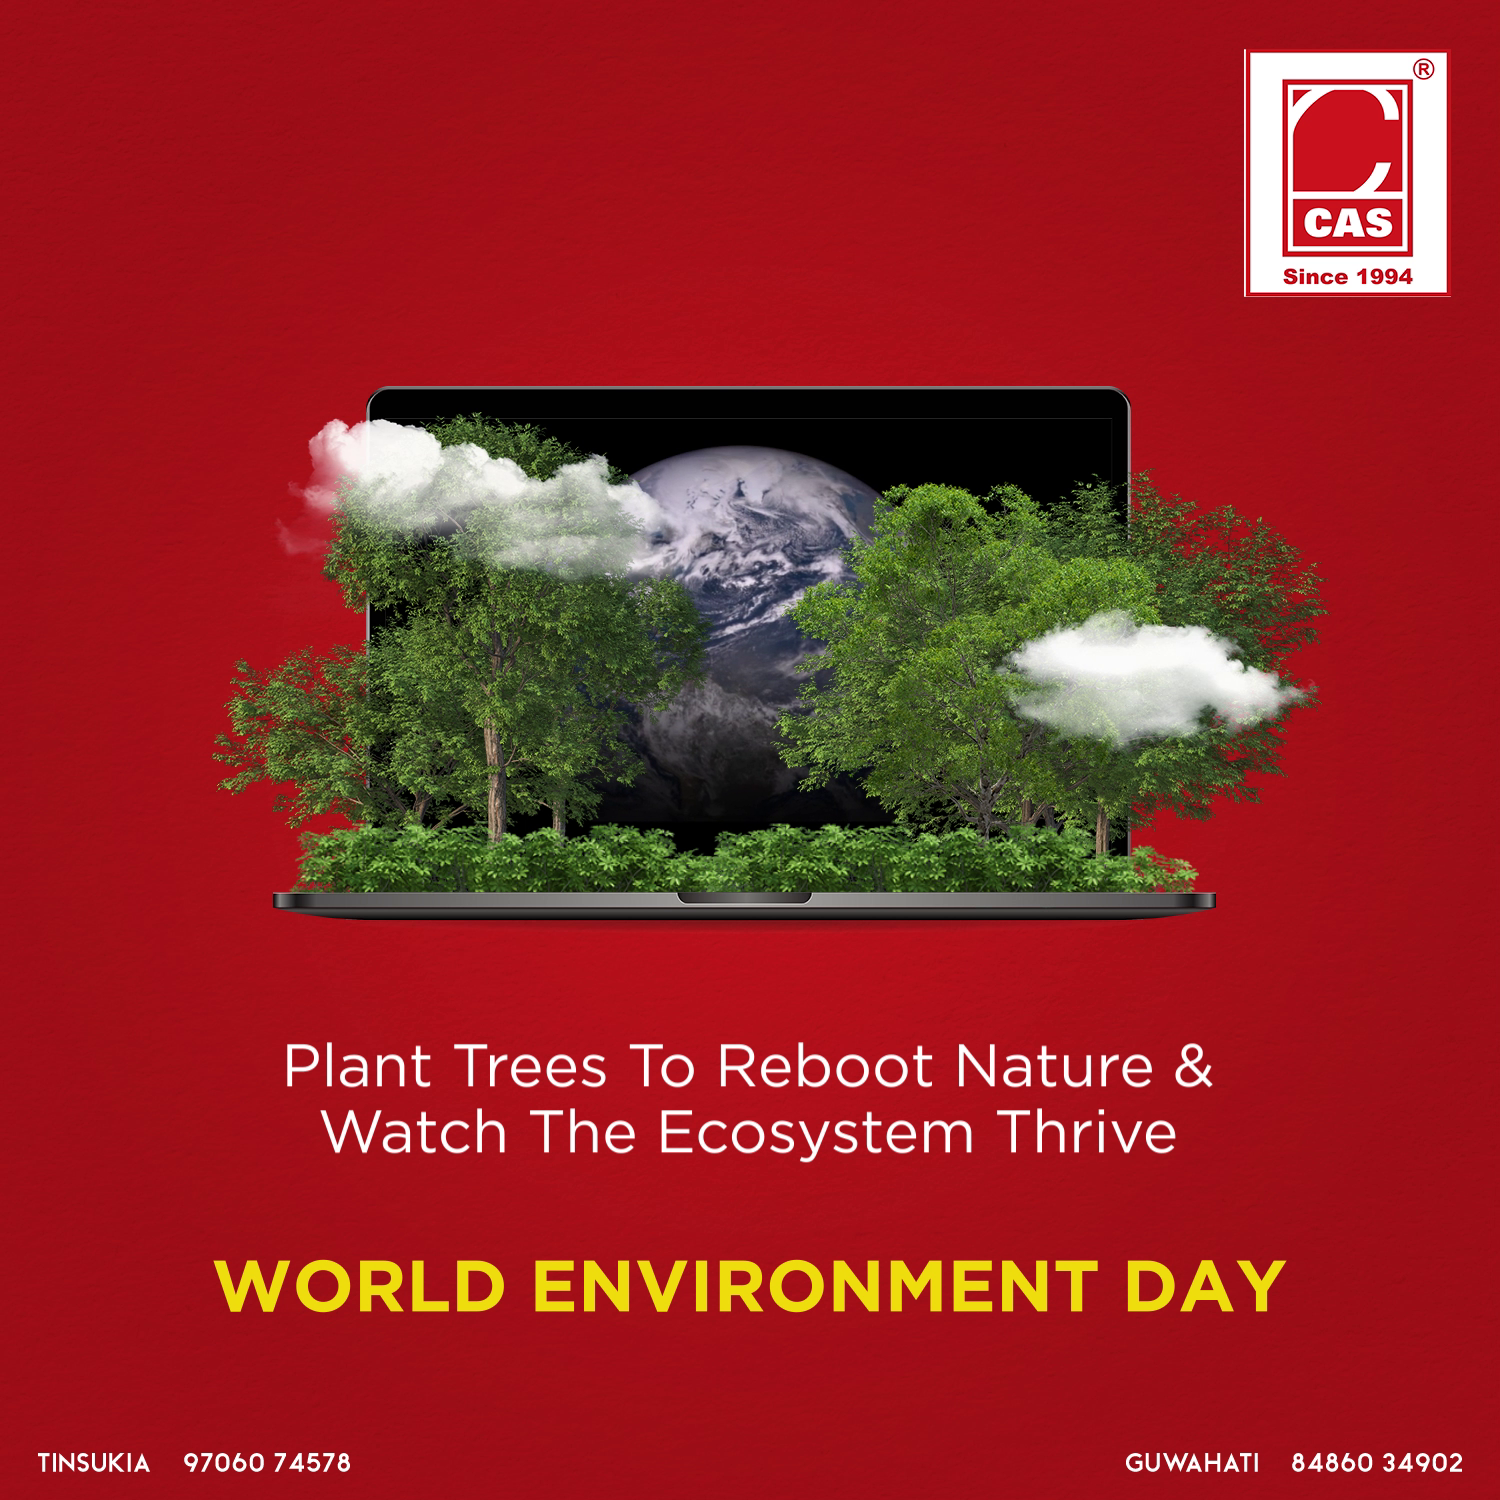 ®
CAS
Since 1994
Plant Trees To Reboot Nature &
Watch The Ecosystem Thrive
WORLD ENVIRONMENT DAY
TINSUKIA 97060 74578
GUWAHATI 84860 34902